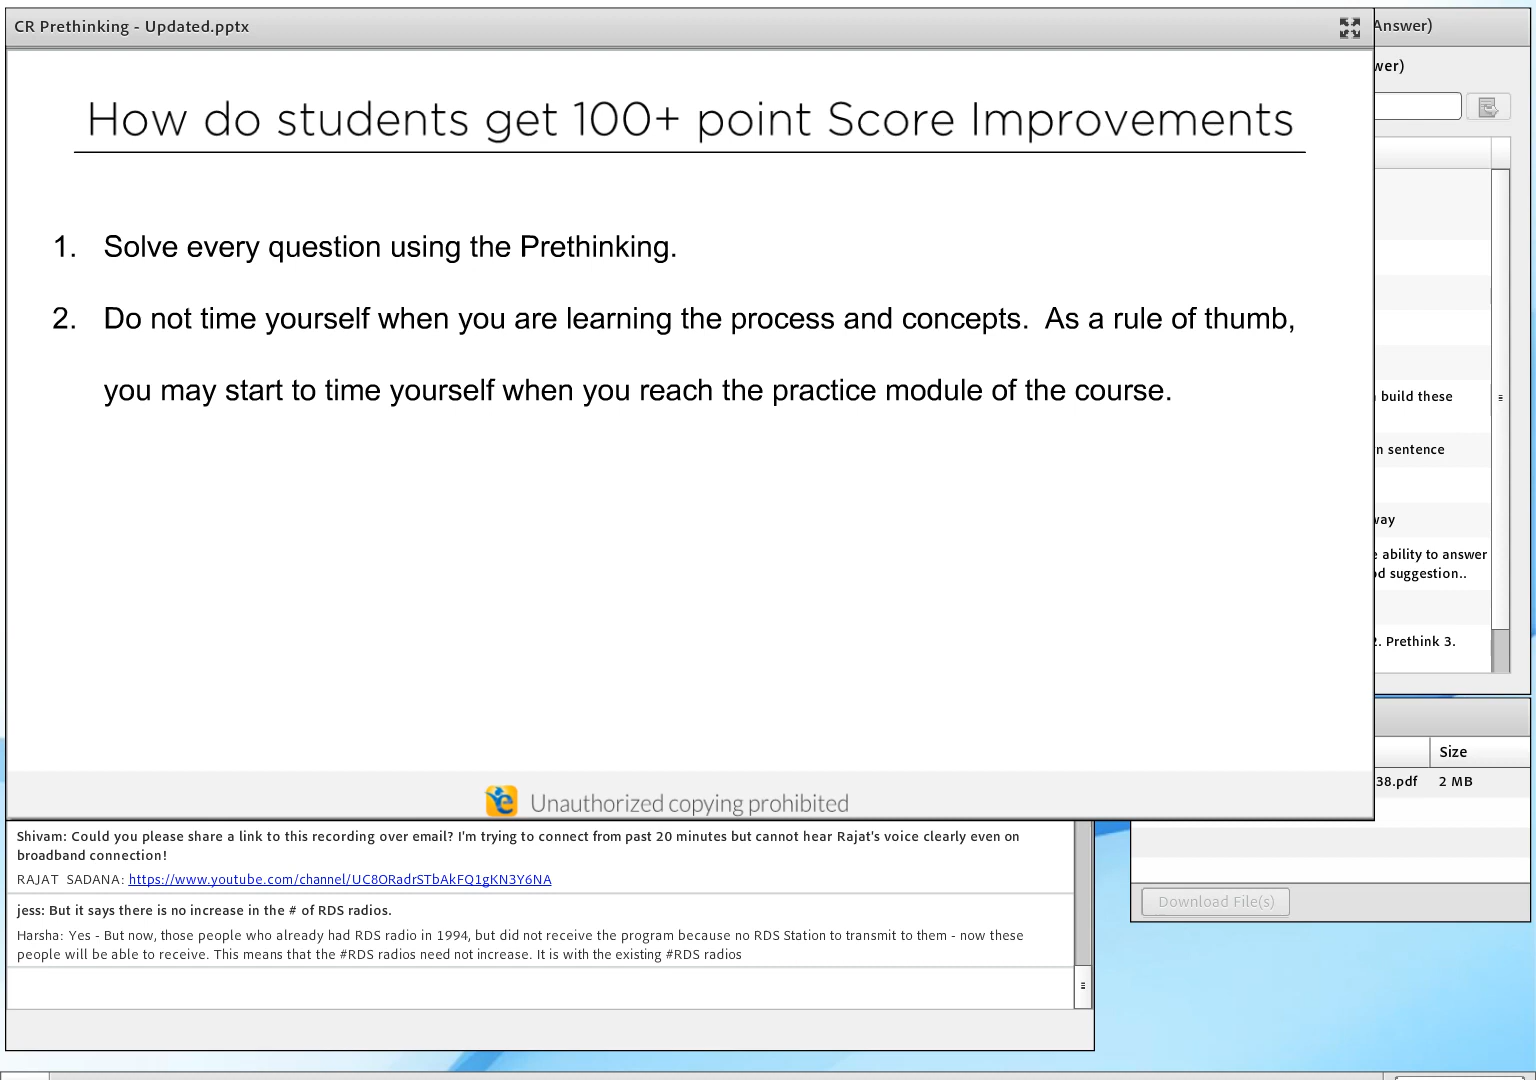 CR Prethinking - Updated.pptx
Answer)
wer)
How do students get 100+ point Score Improvements
1. Solve every question using the Prethinking.
2. Do not time yourself when you are learning the process and concepts. As a rule of thumb,
you may start to time yourself when you reach the practice module of the course.
build these
n sentence
way
ability to answer
od suggestion..
2. Prethink 3.
Size
38.pdf 2 MB
Unauthorized copying prohibited
Shivam: Could you please share a link to this recording over email? I'm trying to connect from past 20 minutes but cannot hear Rajat's voice clearly even on
broadband connection!
RAJAT SADANA: https://www.youtube.com/channel/UC8ORadrSTbAkFQ1gKN3Y6NA
jess: But it says there is no increase in the # of RDS radios.
Harsha: Yes - But now, those people who already had RDS radio in 1994, but did not receive the program because no RDS Station to transmit to them - now these
people will be able to receive. This means that the #RDS radios need not increase. It is with the existing #RDS radios
Download File(s)